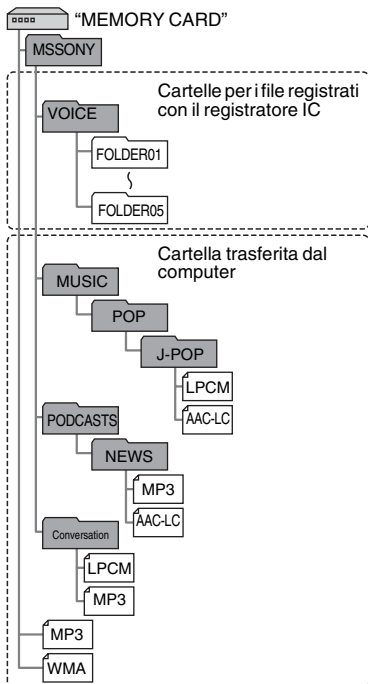 “MEMORY CARD”
MSSONY
Cartelle per i file registrati
con il registratore IC
VOICE
FOLDER01
FOLDER05
Cartella trasferita dal
computer
MUSIC
POP
J-POP
LPCM
AAC-LC
PODCASTS
NEWS
MP3
AAC-LC
Conversation
LPCM
MP3
MP3
WMA